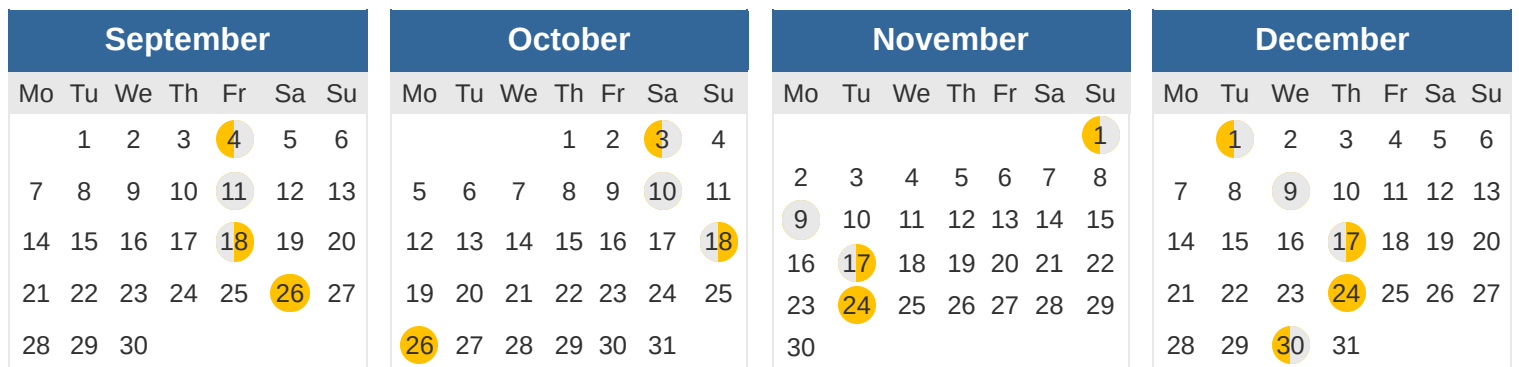 September
Mo Tu We Th Fr Sa Su
1 2 3 4 5 6
7 8 9 10 11 12 13
14 15 16 17 18 19 20
21 22 23 24 25 26 27
28 29 30
October
Mo Tu We Th Fr Sa Su
1 2 3 4
5 6 7 8 9 10 11
12 13 14 15 16 17 18
19 20 21 22 23 24 25
26 27 28 29 30 31
November
Mo Tu We Th Fr Sa Su
1
2 3 4 5 6 7 8
9 10 11 12 13 14 15
16 17 18 19 20 21 22
23 24 25 26 27 28 29
30
December
Mo Tu We Th Fr Sa Su
1 2 3 4 5 6
7 8 9 10 11 12 13
14 15 16 17 18 19 20
21 22 23 24 25 26 27
28 29 30 31